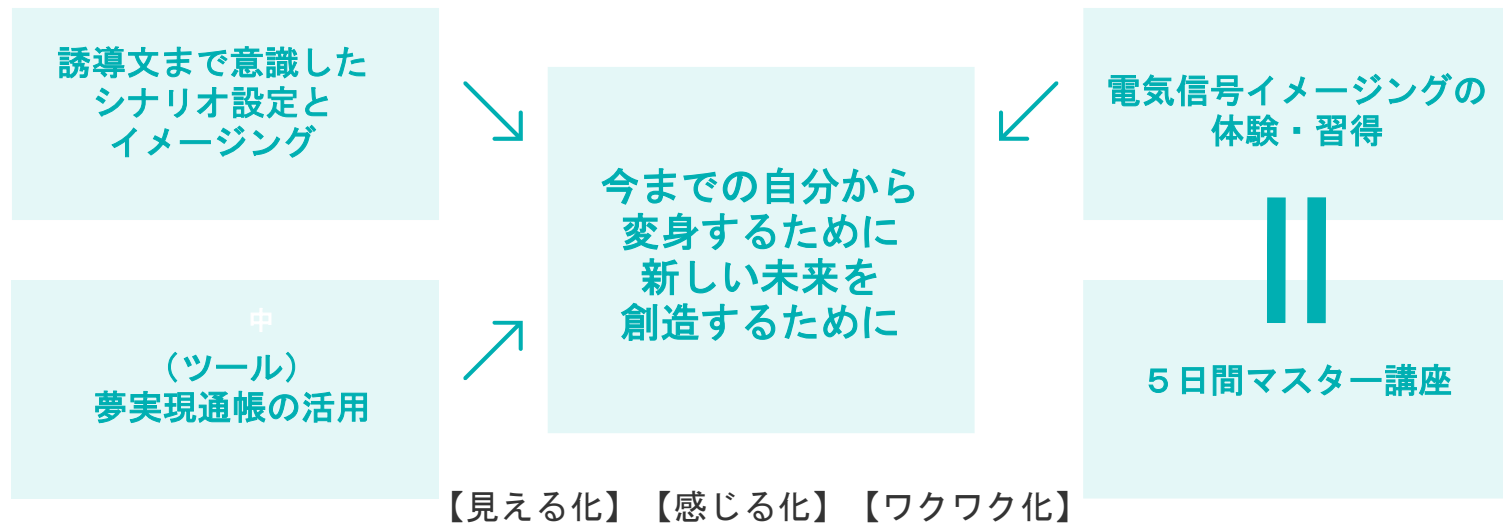 誘導文まで意識した
シナリオ設定と
イメージング
中
（ツール）
夢実現通帳の活用
今までの自分から
変身するために
新しい未来を
創造するために
電気信号イメージングの
体験・習得
５日間マスター講座
【見える化】【感じる化】【ワクワク化】